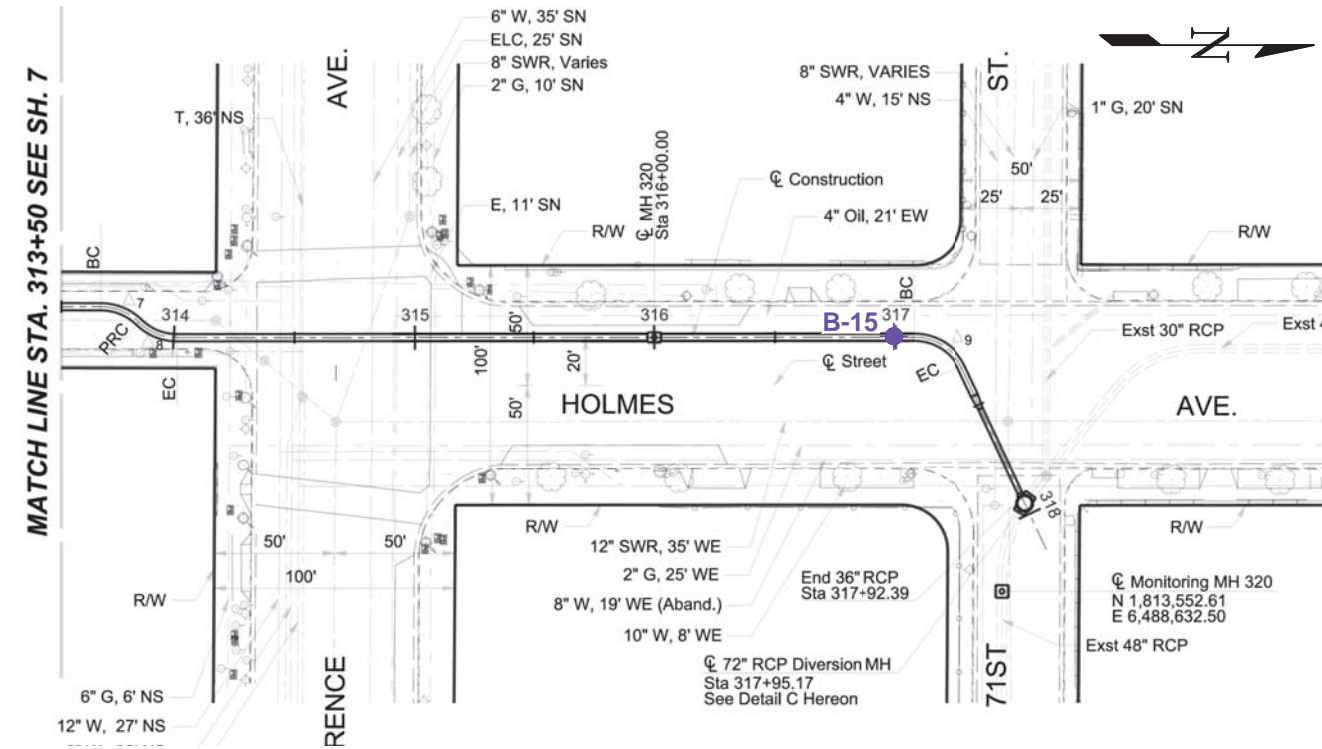 MATCH LINE STA. 313+50 SEE SH. 7
6" W, 35' SN
ELC, 25' SN
8" SWR, Varies
2" G, 10' SN
AVE.
T, 36' NS
E, 11' SN
R/W
℄ MH 320
Sta 316+00.00
℄ Construction
4" Oil, 21' EW
8" SWR, VARIES
4" W, 15' NS
ST.
1" G, 20' SN
50'
25'
25'
N
R/W
BC
7
PRC
8
EC
314
315
316
317
B-15
BC
9
EC
Exst 30" RCP
Exst
50'
100'
20'
50'
℄ Street
HOLMES
AVE.
318
R/W
R/W
50'
50'
100'
R/W
12" SWR, 35' WE
2" G, 25' WE
8" W, 19' WE (Aband.)
10" W, 8' WE
End 36" RCP
Sta 317+92.39
℄ 72" RCP Diversion MH
Sta 317+95.17
See Detail C Hereon
℄ Monitoring MH 320
N 1,813,552.61
E 6,488,632.50
Exst 48" RCP
71ST
RENCE
6" G, 6' NS
12" W, 27' NS